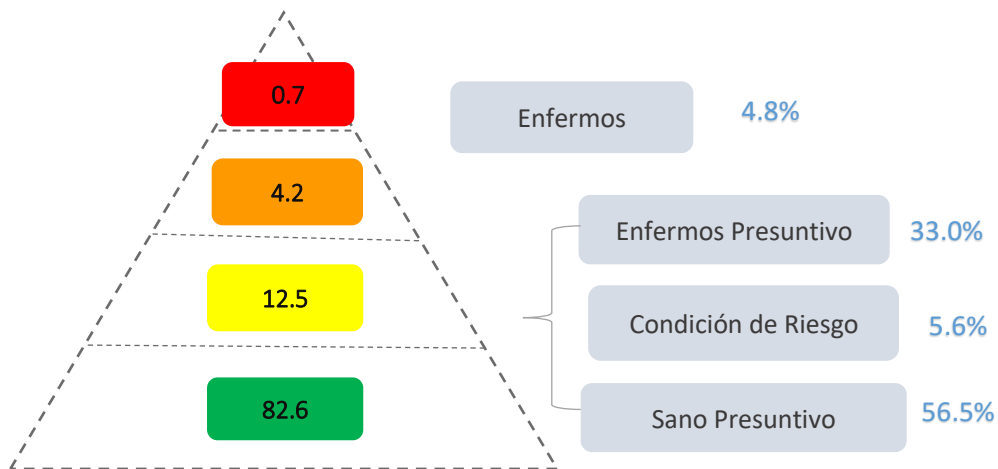 0.7
Enfermos
4.8%
4.2
Enfermos Presuntivo
33.0%
12.5
Condición de Riesgo
5.6%
82.6
Sano Presuntivo
56.5%